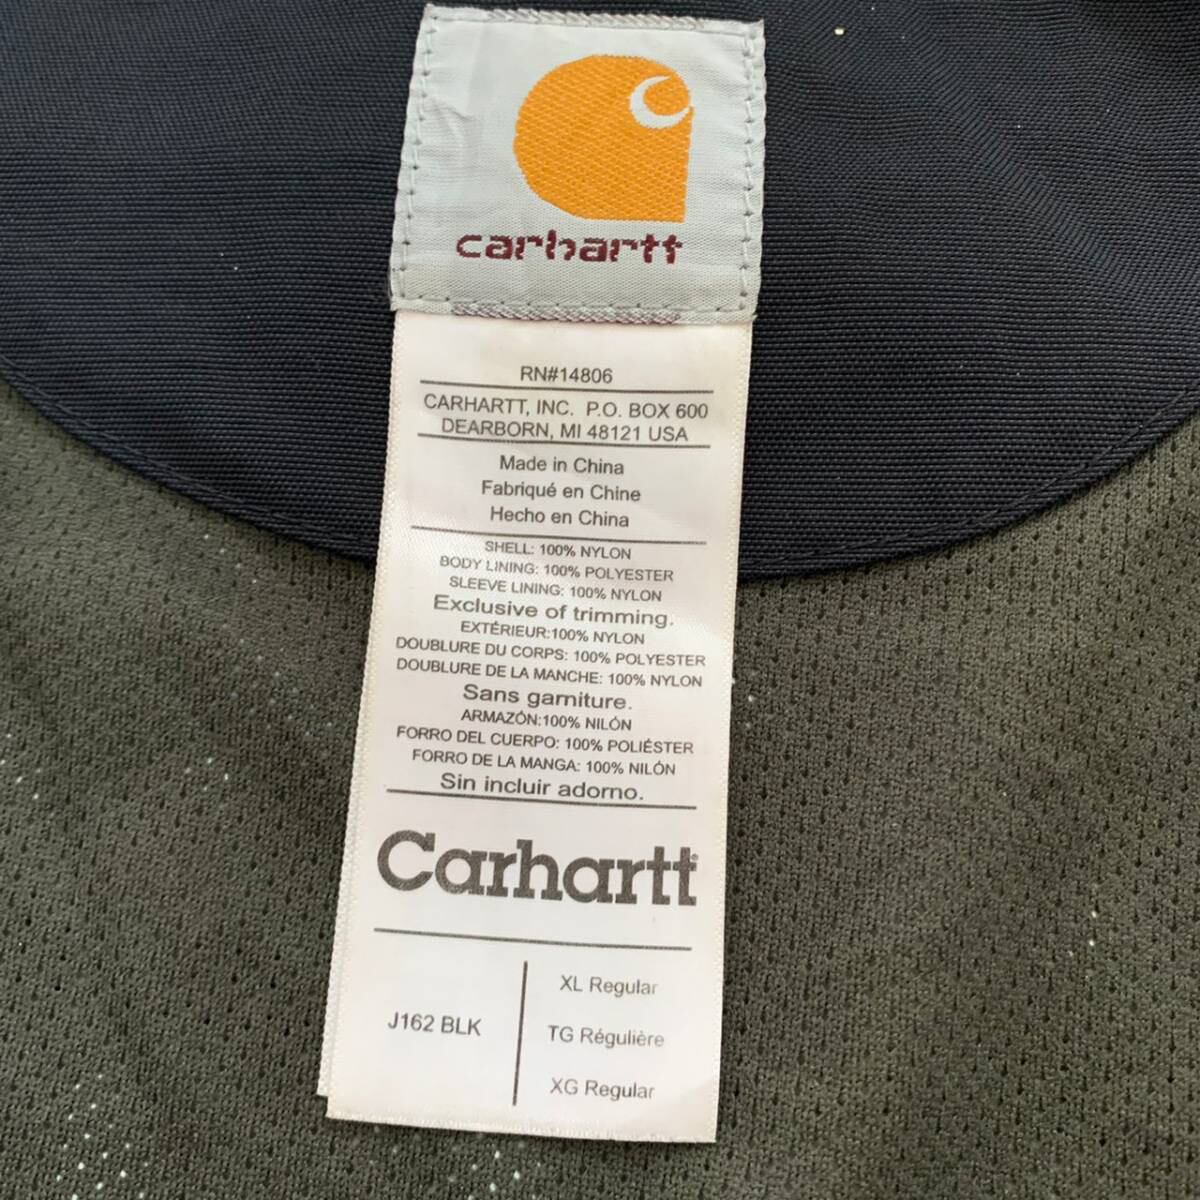 carhartt
RN#14806
CARHARTT, INC. P.O. BOX 600
DEARBORN, MI 48121 USA
Made in China
Fabriqué en Chine
Hecho en China
SHELL: 100% NYLON
BODY LINING: 100% POLYESTER
SLEEVE LINING: 100% NYLON
Exclusive of trimming.
EXTÉRIEUR:100% NYLON
DOUBLURE DU CORPS: 100% POLYESTER
DOUBLURE DE LA MANCHE: 100% NYLON
Sans garniture.
ARMAZÓN:100% NILÓN
FORRO DEL CUERPO: 100% POLIÉSTER
FORRO DE LA MANGA: 100% NILÓN
Sin incluir adorno.
Carhartt®
J162 BLK
XL Regular
TG Régulière
XG Regular